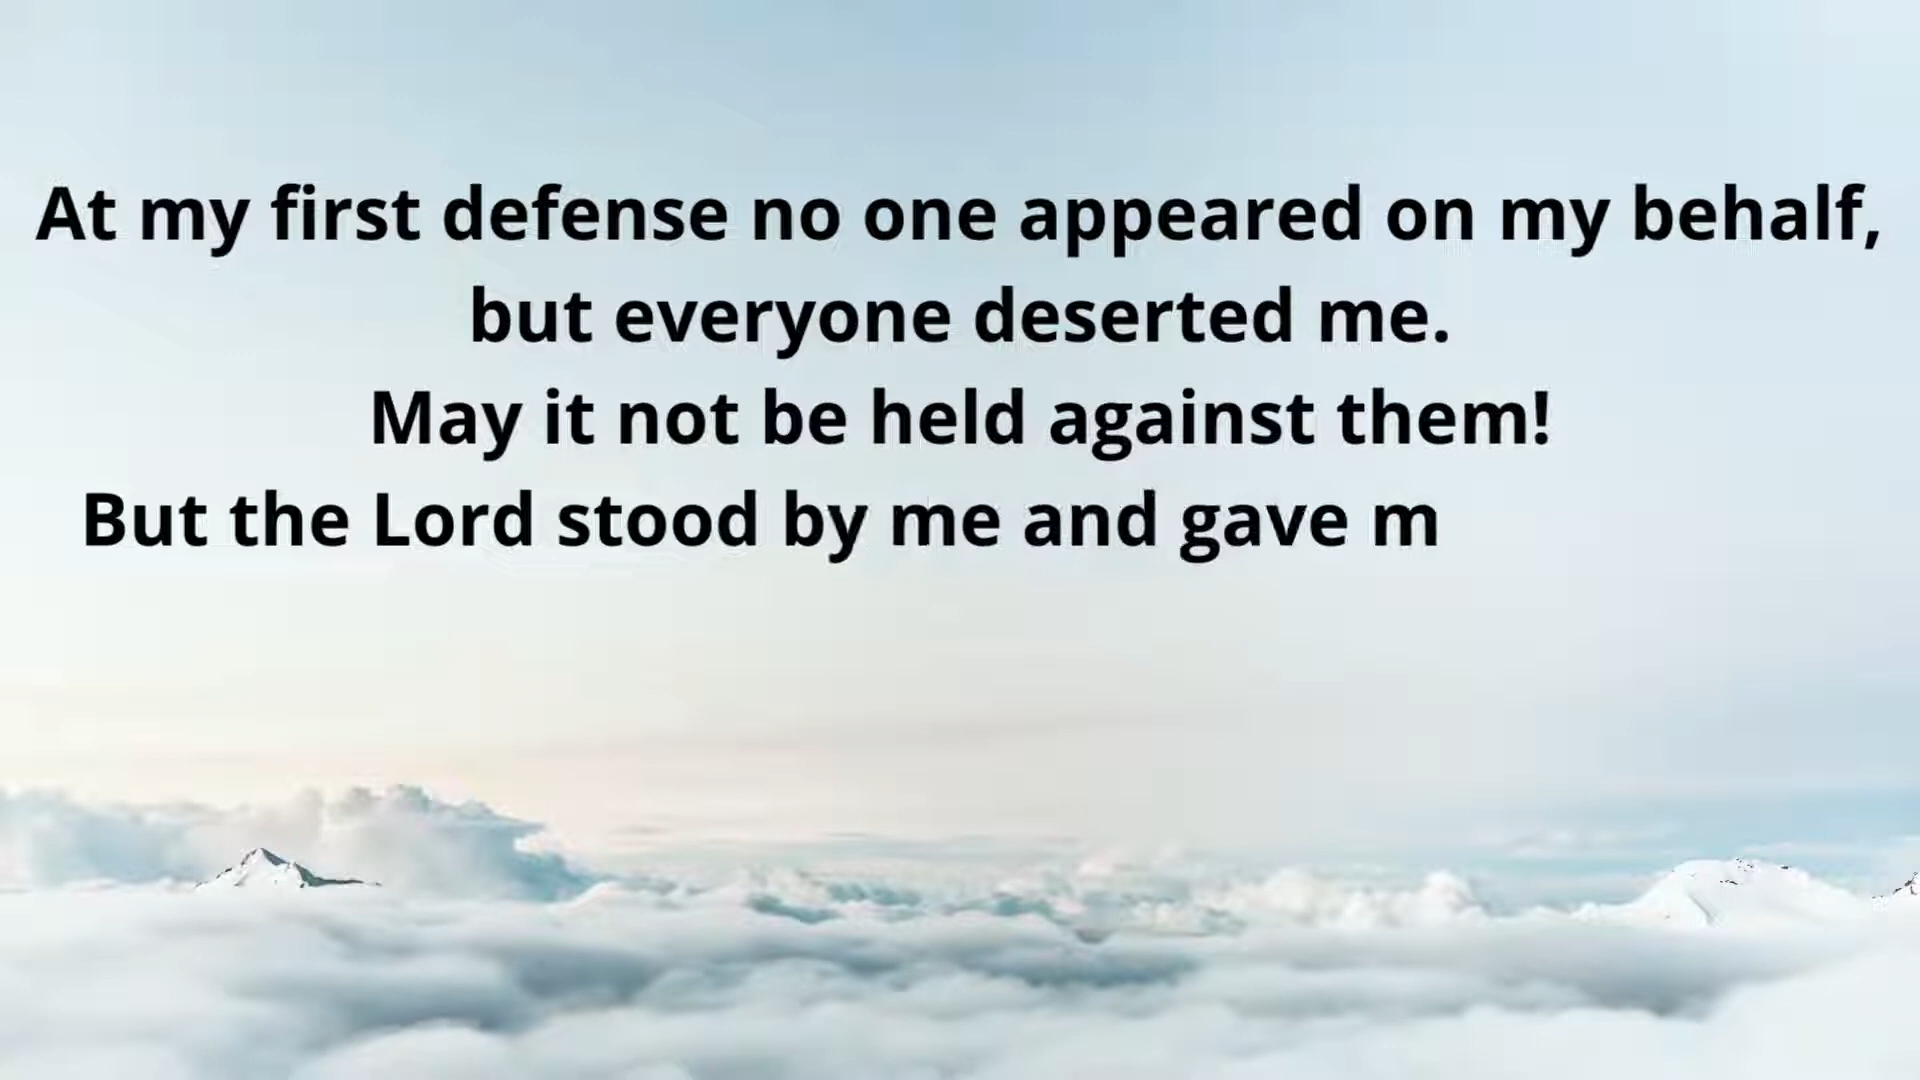 At my first defense no one appeared on my behalf,
but everyone deserted me.
May it not be held against them!
But the Lord stood by me and gave m